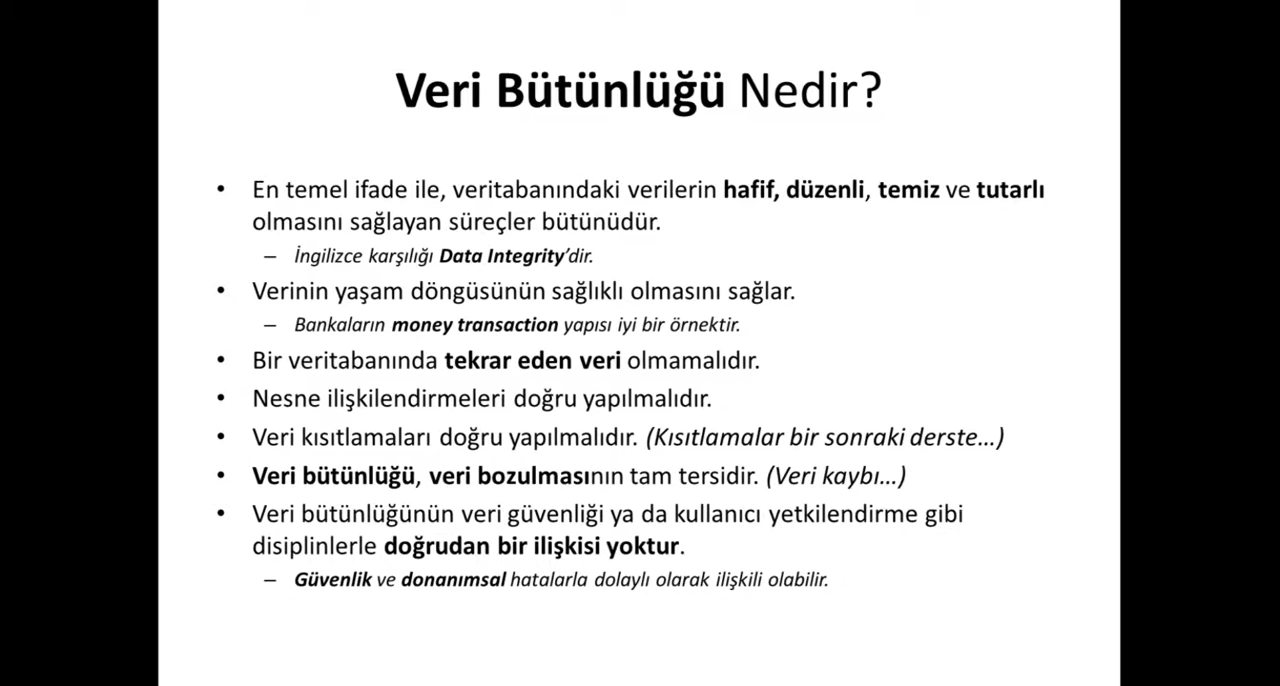 Veri Bütünlüğü Nedir?
• En temel ifade ile, veritabanındaki verilerin hafif, düzenli, temiz ve tutarlı
olmasını sağlayan süreçler bütünüdür.
– İngilizce karşılığı Data Integrity’dir.
• Verinin yaşam döngüsünün sağlıklı olmasını sağlar.
– Bankaların money transaction yapısı iyi bir örnektir.
• Bir veritabanında tekrar eden veri olmamalıdır.
• Nesne ilişkilendirmeleri doğru yapılmalıdır.
• Veri kısıtlamaları doğru yapılmalıdır. (Kısıtlamalar bir sonraki derste…)
• Veri bütünlüğü, veri bozulmasının tam tersidir. (Veri kaybı…)
• Veri bütünlüğünün veri güvenliği ya da kullanıcı yetkilendirme gibi
disiplinlerle doğrudan bir ilişkisi yoktur.
– Güvenlik ve donanımsal hatalarla dolaylı olarak ilişkili olabilir.